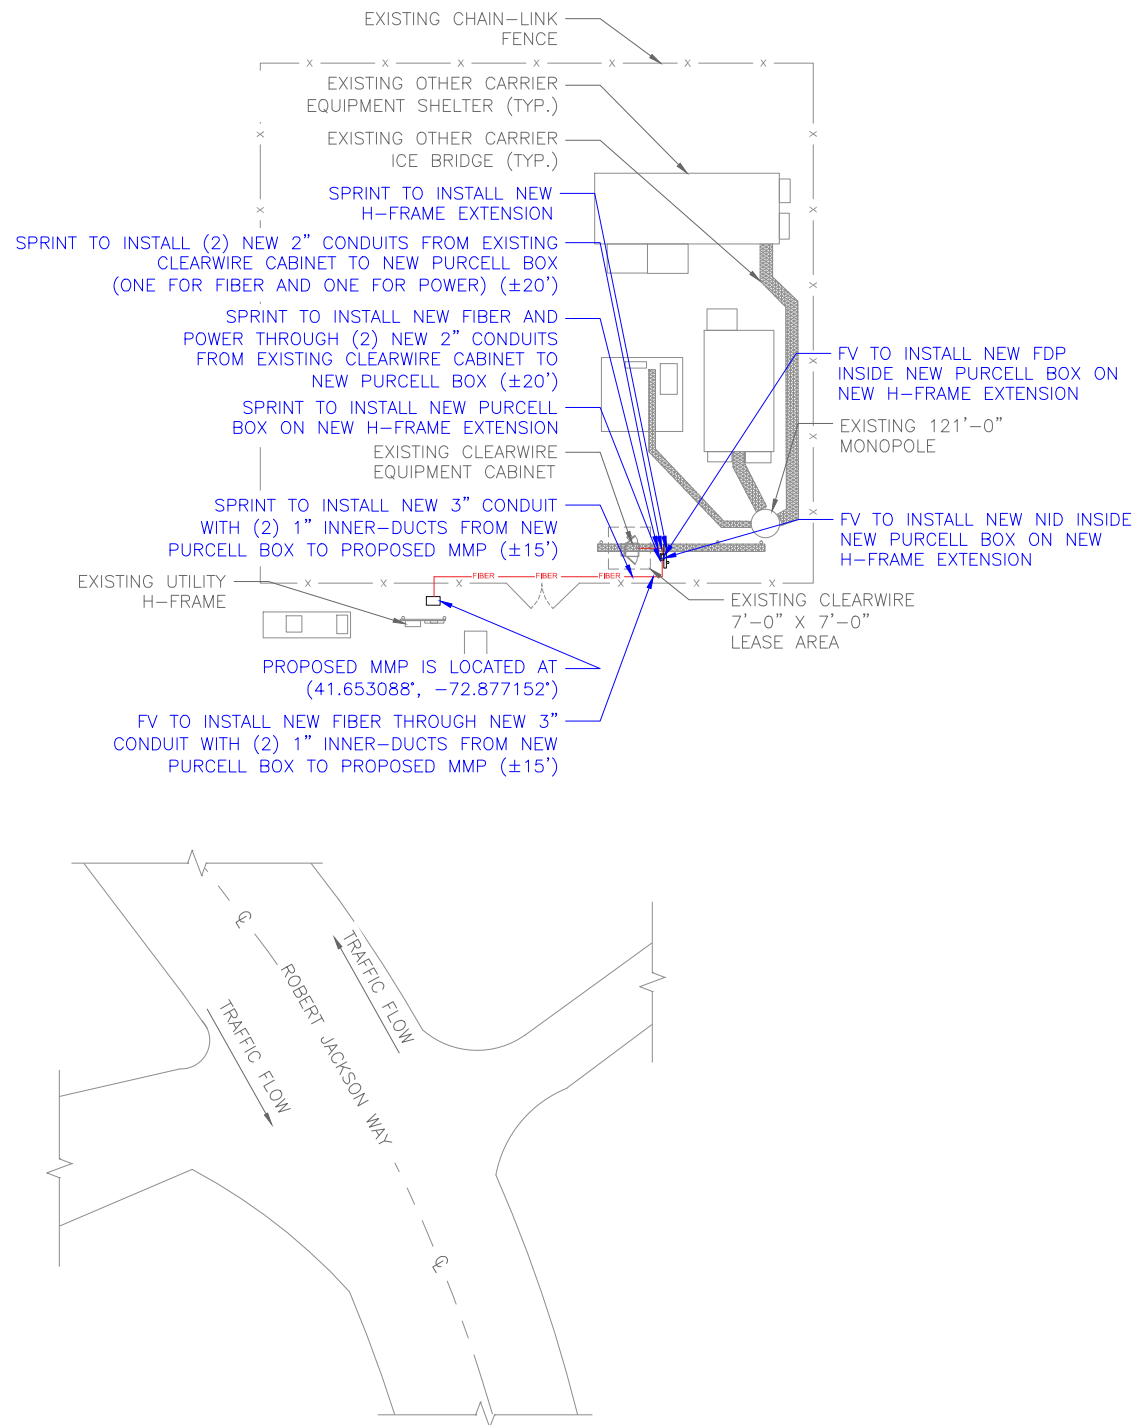 EXISTING CHAIN-LINK
FENCE
EXISTING OTHER CARRIER
EQUIPMENT SHELTER (TYP.)
EXISTING OTHER CARRIER
ICE BRIDGE (TYP.)
SPRINT TO INSTALL NEW
H-FRAME EXTENSION
SPRINT TO INSTALL (2) NEW 2" CONDUITS FROM EXISTING
CLEARWIRE CABINET TO NEW PURCELL BOX
(ONE FOR FIBER AND ONE FOR POWER) (±20')
SPRINT TO INSTALL NEW FIBER AND
POWER THROUGH (2) NEW 2" CONDUITS
FROM EXISTING CLEARWIRE CABINET TO
NEW PURCELL BOX (±20')
SPRINT TO INSTALL NEW PURCELL
BOX ON NEW H-FRAME EXTENSION
EXISTING CLEARWIRE
EQUIPMENT CABINET
SPRINT TO INSTALL NEW 3" CONDUIT
WITH (2) 1" INNER-DUCTS FROM NEW
PURCELL BOX TO PROPOSED MMP (±15')
EXISTING UTILITY
H-FRAME
PROPOSED MMP IS LOCATED AT
(41.653088°, -72.877152°)
FV TO INSTALL NEW FIBER THROUGH NEW 3"
CONDUIT WITH (2) 1" INNER-DUCTS FROM NEW
PURCELL BOX TO PROPOSED MMP (±15')
FV TO INSTALL NEW FDP
INSIDE NEW PURCELL BOX ON
NEW H-FRAME EXTENSION
EXISTING 121'-0"
MONOPOLE
FV TO INSTALL NEW NID INSIDE
NEW PURCELL BOX ON NEW
H-FRAME EXTENSION
EXISTING CLEARWIRE
7'-0" X 7'-0"
LEASE AREA
FIBER FIBER FIBER
TRAFFIC FLOW
ROBERT JACKSON WAY
TRAFFIC FLOW